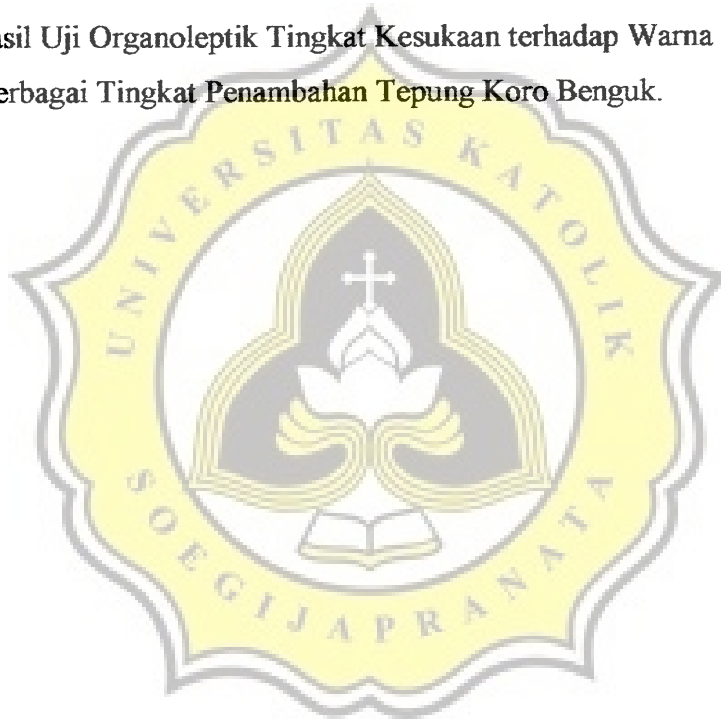 asil Uji Organoleptik Tingkat Kesukaan terhadap Warna
erbagai Tingkat Penambahan Tepung Koro Benguk.
UNIVERSITAS KATOLIK
SOEGIJAPRANATA